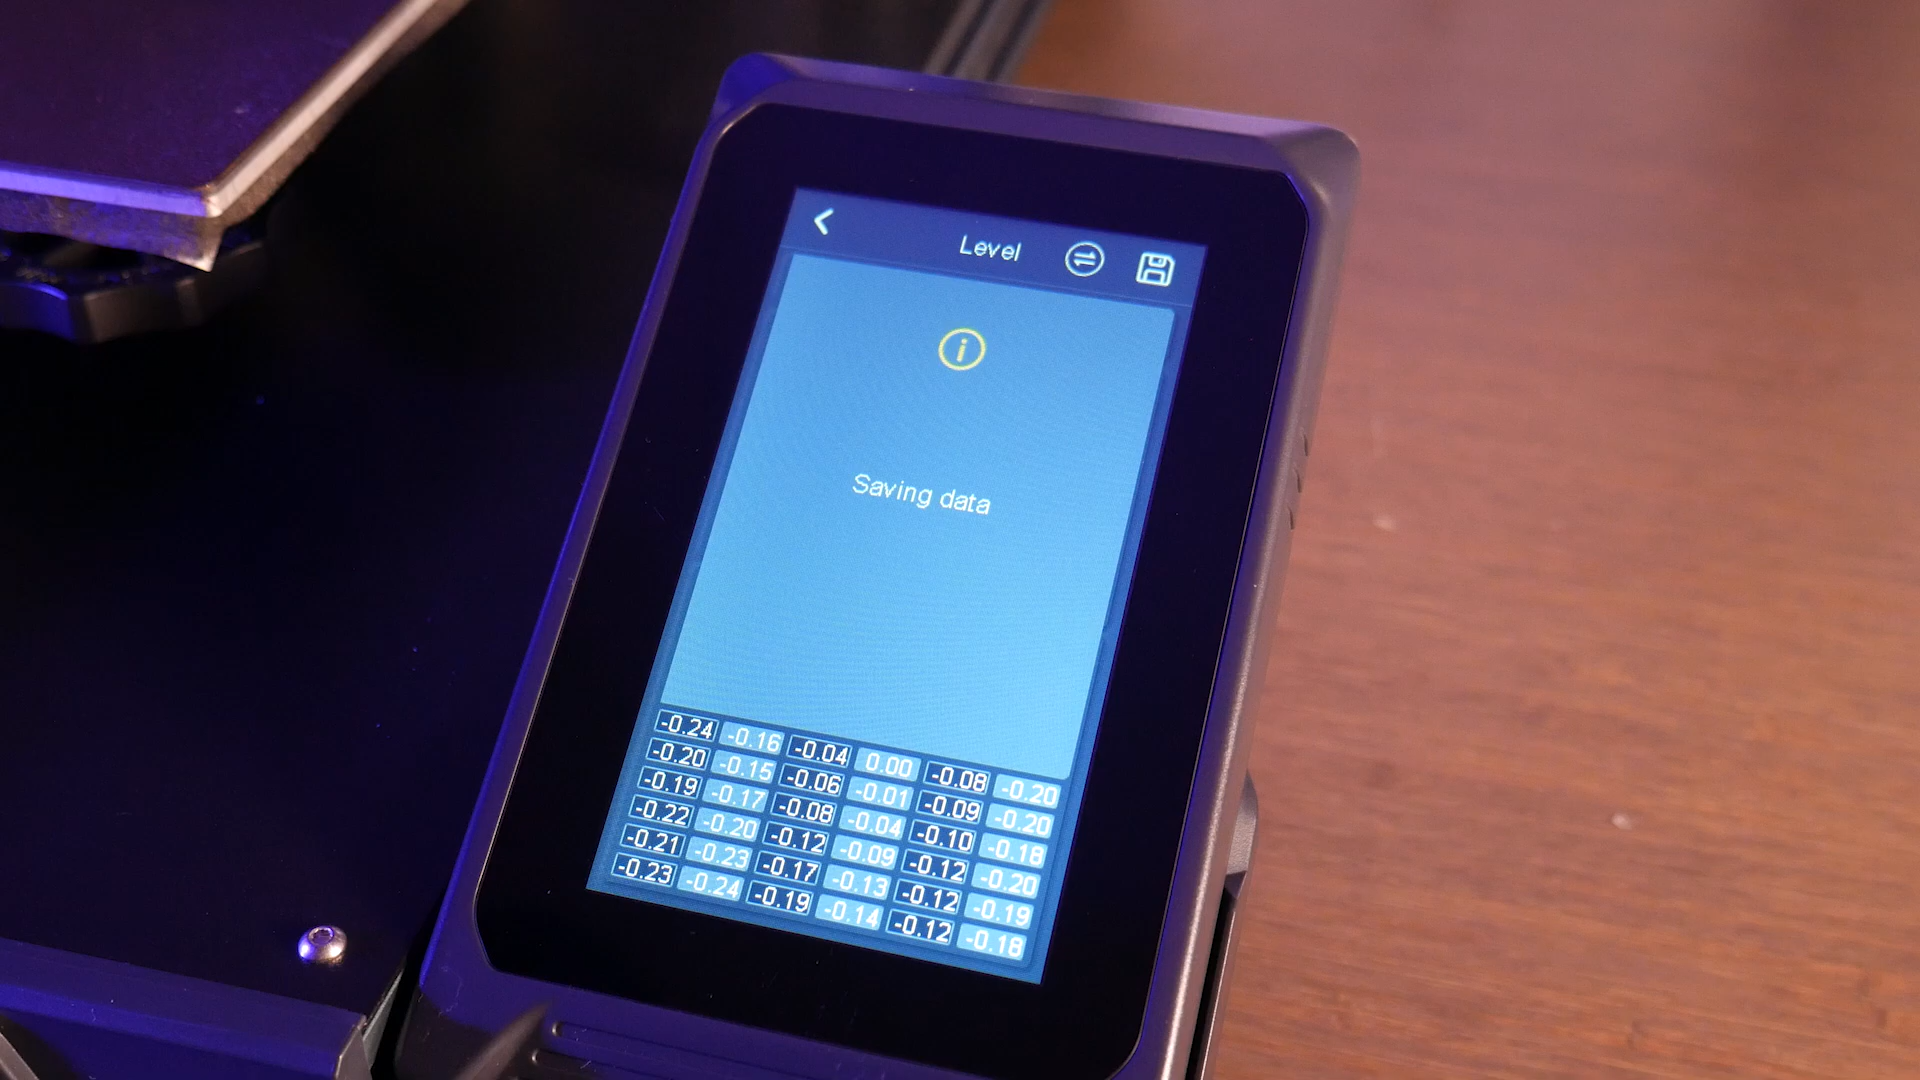 Level
Saving data
-0.24 -0.16 -0.04 0.00 -0.08 -0.20
-0.20 -0.15 -0.06 -0.01 -0.09 -0.20
-0.19 -0.17 -0.08 -0.04 -0.10 -0.18
-0.22 -0.20 -0.12 -0.09 -0.12 -0.20
-0.21 -0.23 -0.17 -0.13 -0.12 -0.19
-0.23 -0.24 -0.19 -0.14 -0.12 -0.18